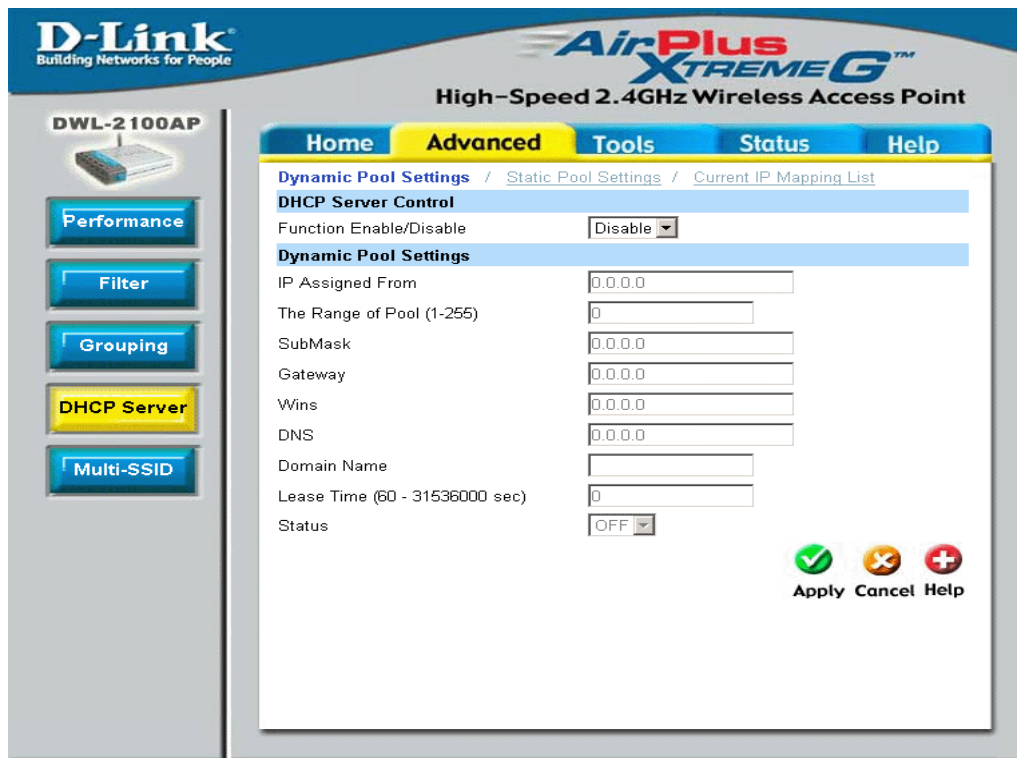 D-Link
Building Networks for People
AirPlus
XTREME G™
High-Speed 2.4GHz Wireless Access Point
DWL-2100AP
Home Advanced Tools Status Help
Performance
Filter
Grouping
DHCP Server
Multi-SSID
Dynamic Pool Settings / Static Pool Settings / Current IP Mapping List
DHCP Server Control
Function Enable/Disable Disable
Dynamic Pool Settings
IP Assigned From 0.0.0.0
The Range of Pool (1-255) 0
SubMask 0.0.0.0
Gateway 0.0.0.0
Wins 0.0.0.0
DNS 0.0.0.0
Domain Name
Lease Time (60 - 31536000 sec) 0
Status OFF
Apply Cancel Help